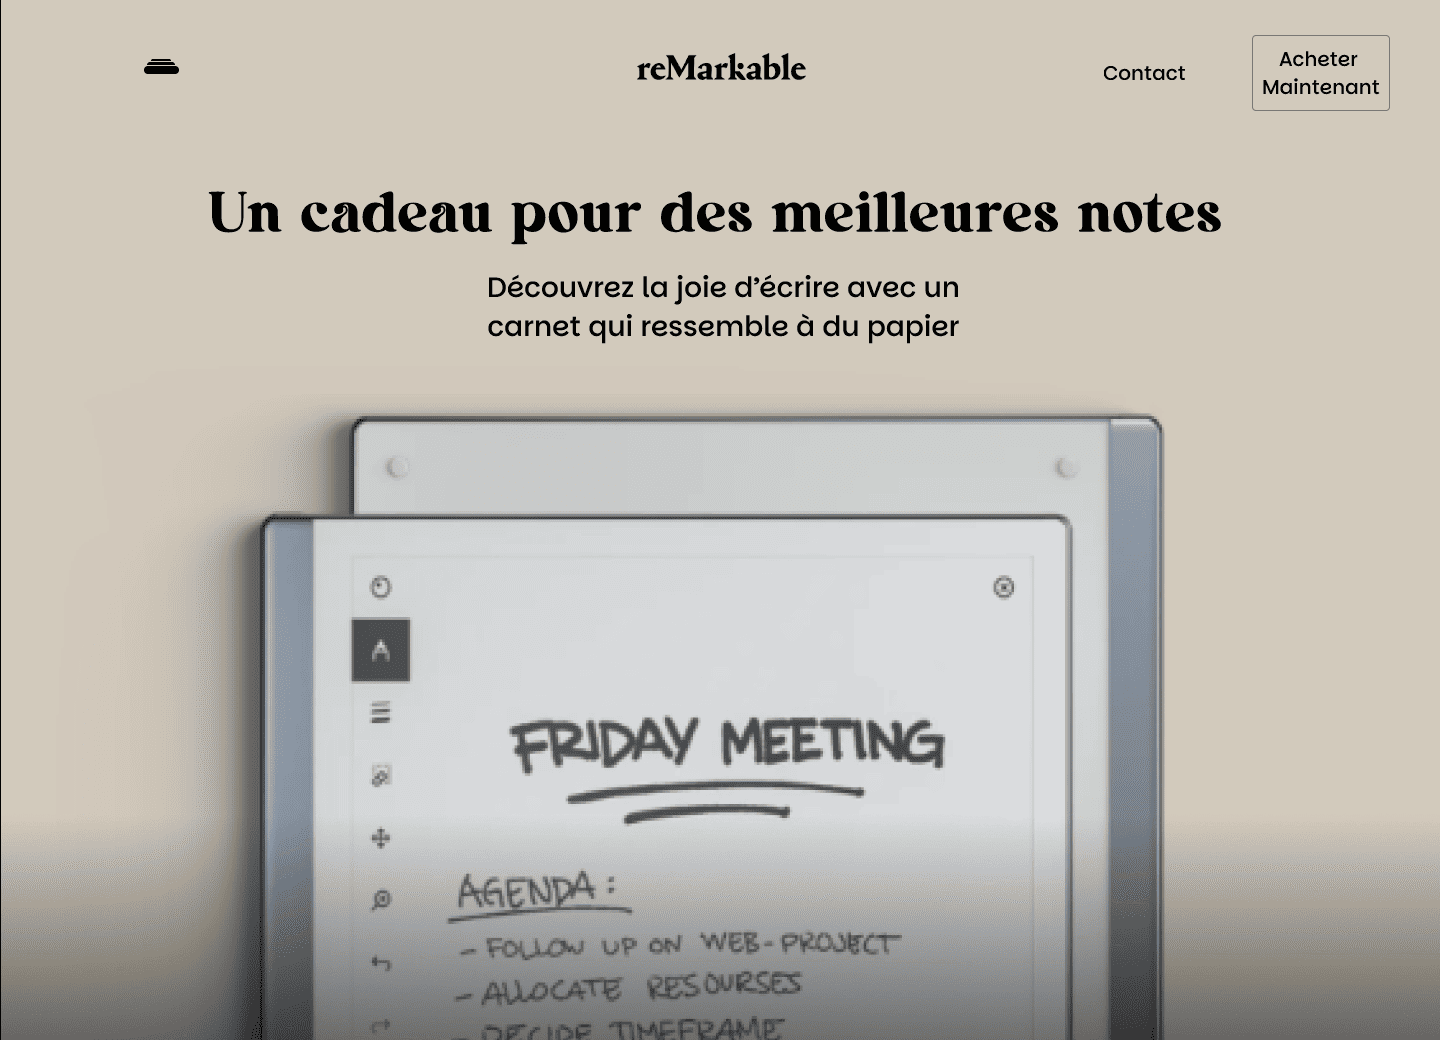 reMarkable
Contact
Acheter
Maintenant
Un cadeau pour des meilleures notes
Découvrez la joie d’écrire avec un
carnet qui ressemble à du papier
A
FRIDAY MEETING
AGENDA:
- FOLLOW UP ON WEB-PROJECT
- ALLOCATE RESOURSES
- DECIDE TIMEFRAME